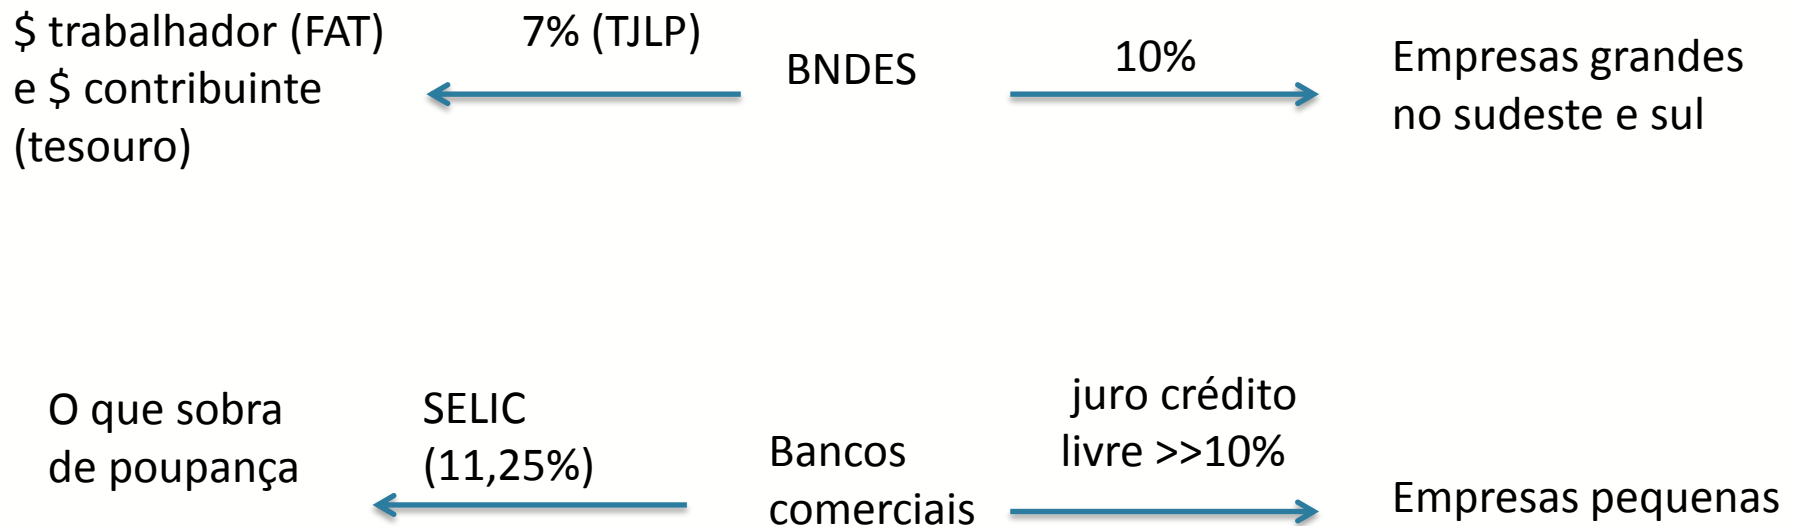 $ trabalhador (FAT)
e $ contribuinte
(tesouro)
7% (TJLP)
BNDES
10%
Empresas grandes
no sudeste e sul
O que sobra
de poupança
SELIC
(11,25%)
Bancos
comerciais
juro crédito
livre >>10%
Empresas pequenas